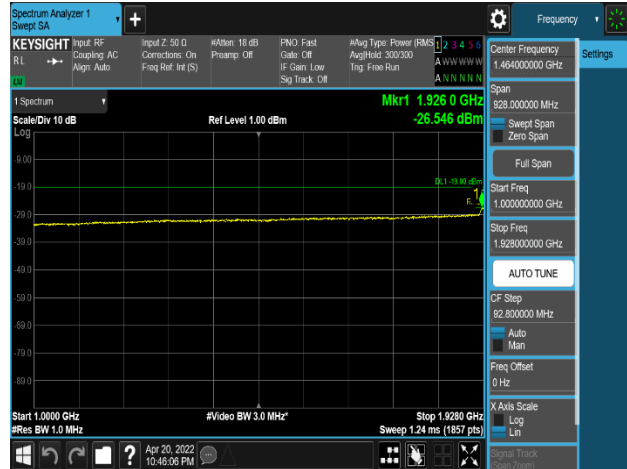 Spectrum Analyzer 1
Swept SA
+
Frequency
KEYSIGHT
Input: RF
Input Z: 50 Ω
#Atten: 18 dB
PNO: Fast
#Avg Type: Power (RMS
1 2 3 4 5 6
RL
Coupling: AC
Corrections: On
Preamp: Off
Gate: Off
Avg|Hold: 300/300
A W W W W W
Align: Auto
Freq Ref: Int (S)
IF Gain: Low
Trig: Free Run
Sig Track: Off
A N N N N N
Center Frequency
1.464000000 GHz
Settings
1 Spectrum
Mkr1 1.926 0 GHz
Scale/Div 10 dB
Ref Level 1.00 dBm
-26.546 dBm
Log
-9.00
-19.0
DL1 -19.00 dBm
1
-29.0
-39.0
-49.0
-59.0
-69.0
-79.0
-89.0
Span
928.000000 MHz
Swept Span
Zero Span
Full Span
Start Freq
1.000000000 GHz
Stop Freq
1.928000000 GHz
AUTO TUNE
CF Step
92.800000 MHz
Auto
Man
Freq Offset
0 Hz
X Axis Scale
Log
Lin
Signal Track
(Span Zoom)
Start 1.0000 GHz
#Video BW 3.0 MHz*
Stop 1.9280 GHz
#Res BW 1.0 MHz
Sweep 1.24 ms (1857 pts)
?
Apr 20, 2022
10:46:06 PM